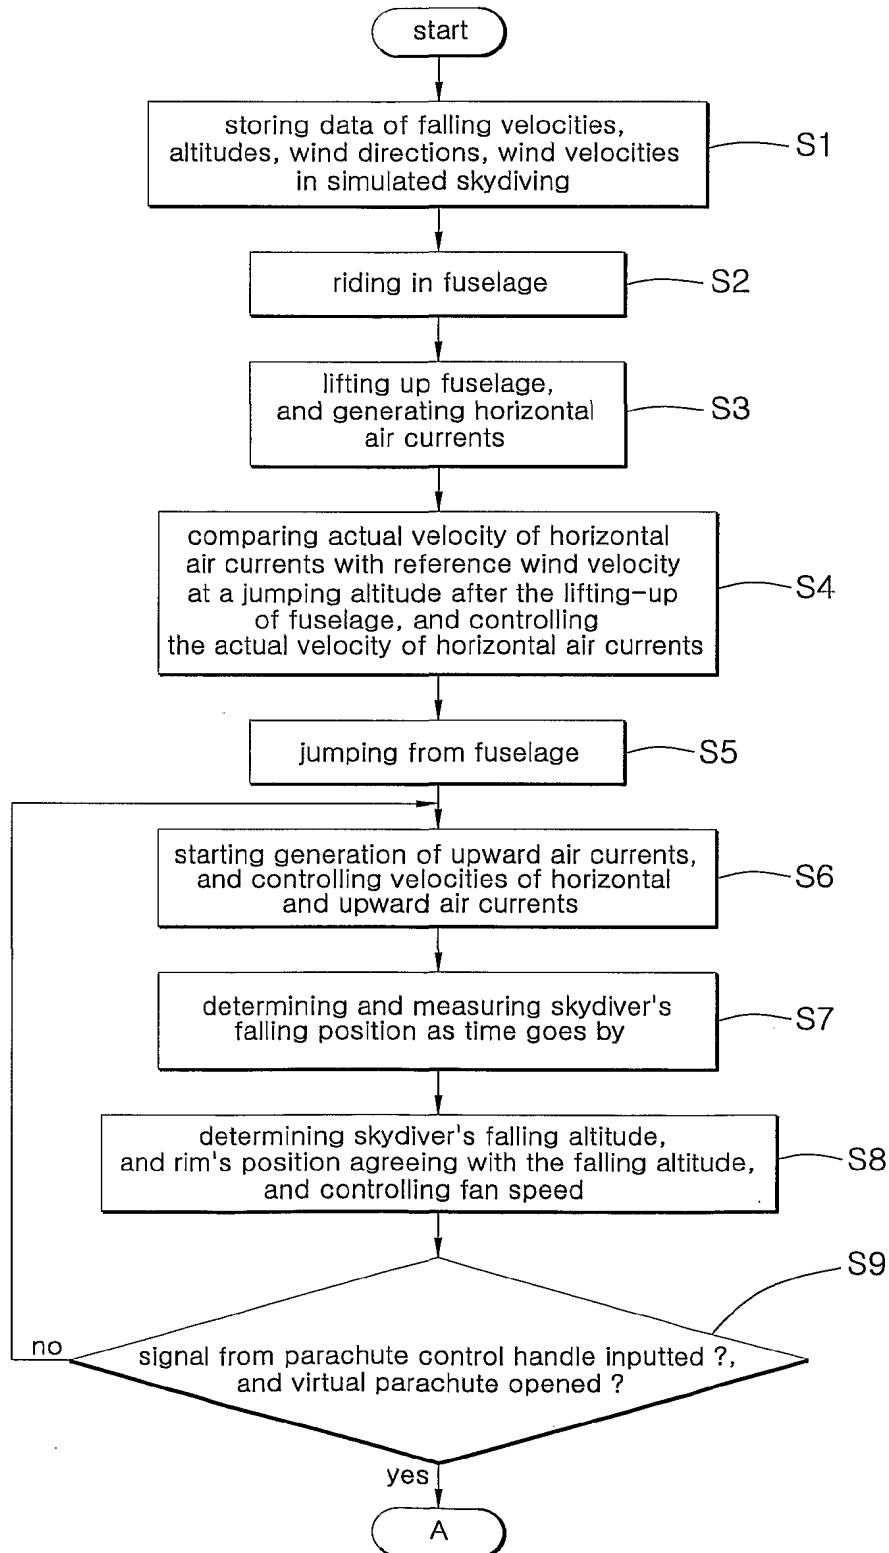 start
storing data of falling velocities,
altitudes, wind directions, wind velocities
in simulated skydiving
S1
riding in fuselage
S2
lifting up fuselage,
and generating horizontal
air currents
S3
comparing actual velocity of horizontal
air currents with reference wind velocity
at a jumping altitude after the lifting-up
of fuselage, and controlling
the actual velocity of horizontal air currents
S4
jumping from fuselage
S5
starting generation of upward air currents,
and controlling velocities of horizontal
and upward air currents
S6
determining and measuring skydiver's
falling position as time goes by
S7
determining skydiver's falling altitude,
and rim's position agreeing with the falling altitude,
and controlling fan speed
S8
S9
no
signal from parachute control handle inputted ?,
and virtual parachute opened ?
yes
A